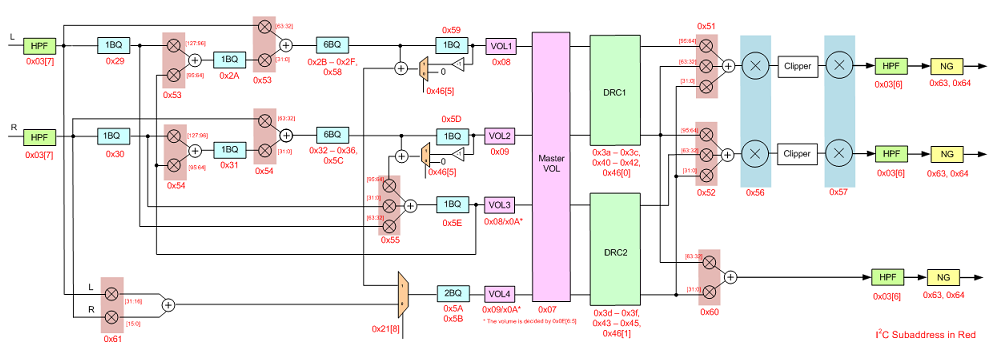 L
HPF
0x03[7]
1BQ
0x29
[127:96]
[95:64]
0x53
1BQ
0x2A
[63:32]
[31:0]
0x53
6BQ
0x2B – 0x2F,
0x58
0x59
1BQ
-1
0
1
0x46[5]
VOL1
0x08
R
HPF
0x03[7]
1BQ
0x30
[127:96]
[95:64]
0x54
1BQ
0x31
[63:32]
[31:0]
0x54
6BQ
0x32 – 0x36,
0x5C
0x5D
1BQ
-1
0
0x46[5]
VOL2
0x09
[95:64]
[31:0]
[63:32]
0x55
1BQ
0x5E
VOL3
0x08/x0A*
L
R
[31:16]
[15:0]
0x61
0x21[8]
2BQ
0x5A
0x5B
VOL4
0x09/x0A*
* The volume is decided by 0x0E[6:5]
Master
VOL
0x07
DRC1
0x3a – 0x3c,
0x40 – 0x42,
0x46[0]
DRC2
0x3d – 0x3f,
0x43 – 0x45,
0x46[1]
0x51
[95:64]
[63:32]
[31:0]
[95:64]
[63:32]
[31:0]
0x52
[63:32]
[31:0]
0x60
Clipper
Clipper
0x56
0x57
HPF
0x03[6]
NG
0x63, 0x64
HPF
0x03[6]
NG
0x63, 0x64
HPF
0x03[6]
NG
0x63, 0x64
I²C Subaddress in Red